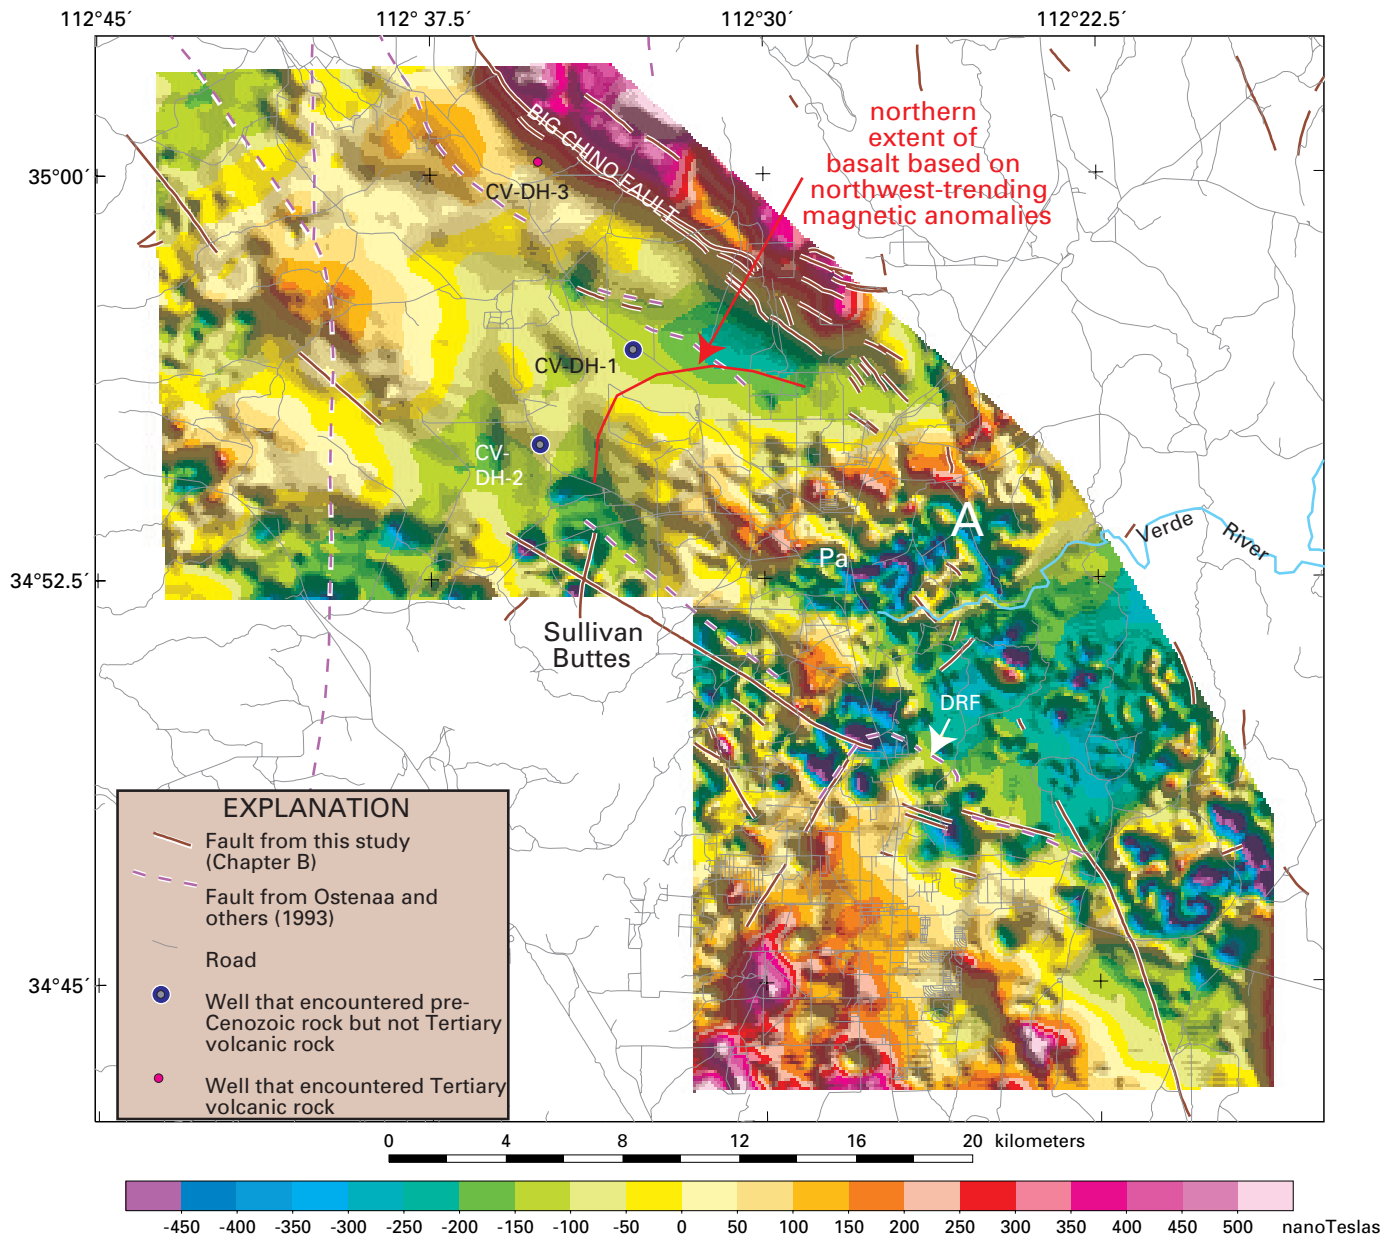 112°45´
112° 37.5´
112°30´
112°22.5´
northern
extent of
basalt based on
northwest-trending
magnetic anomalies
BIG CHINO FAULT
35°00´
CV-DH-3
CV-DH-1
CV-
DH-2
A
Pa
Verde
River
34°52.5´
Sullivan
Buttes
DRF
EXPLANATION
Fault from this study
(Chapter B)
Fault from Ostenaa and
others (1993)
Road
34°45´
Well that encountered pre-
Cenozoic rock but not Tertiary
volcanic rock
Well that encountered Tertiary
volcanic rock
0 4 8 12 16 20 kilometers
-450 -400 -350 -300 -250 -200 -150 -100 -50 0 50 100 150 200 250 300 350 400 450 500 nanoTeslas